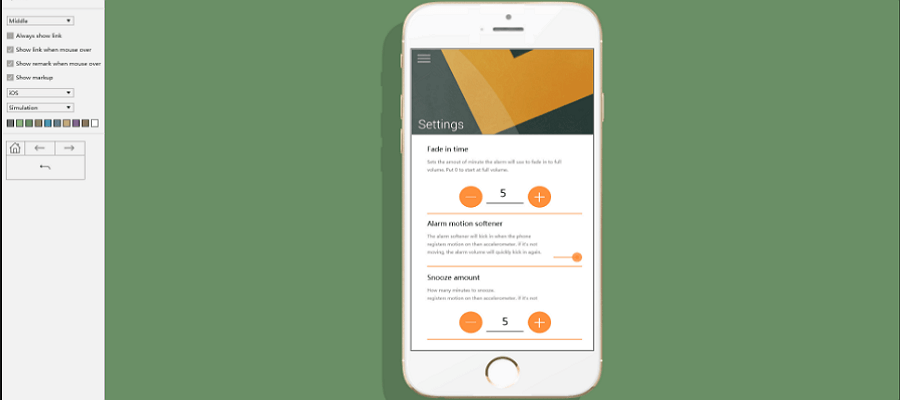 Middle
Always show link
Show link when mouse over
Show remark when mouse over
Show markup
iOS
Simulation
Settings
Fade in time
Sets the amout of minute the alarm will use to fade in to full
volume. Put 0 to start at full volume.
5
Alarm motion softener
The alarm softener will kick in when the phone
registers motion on than accelerometer. If it's not
moving, the alarm volume will quickly kick in again.
Snooze amount
How many minutes to snooze.
registers motion on than accelerometer. If it's not
5